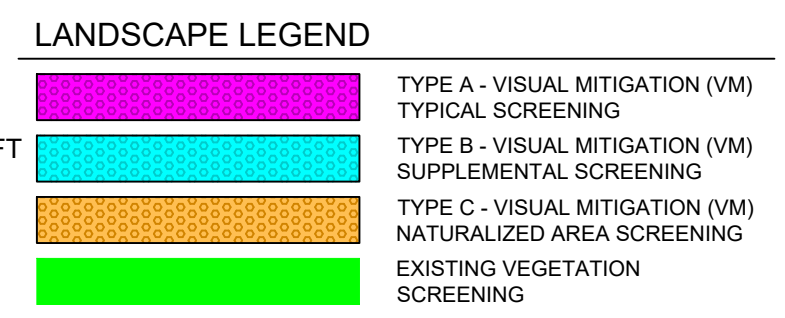 LANDSCAPE LEGEND
TYPE A - VISUAL MITIGATION (VM)
TYPICAL SCREENING
FT
TYPE B - VISUAL MITIGATION (VM)
SUPPLEMENTAL SCREENING
TYPE C - VISUAL MITIGATION (VM)
NATURALIZED AREA SCREENING
EXISTING VEGETATION
SCREENING